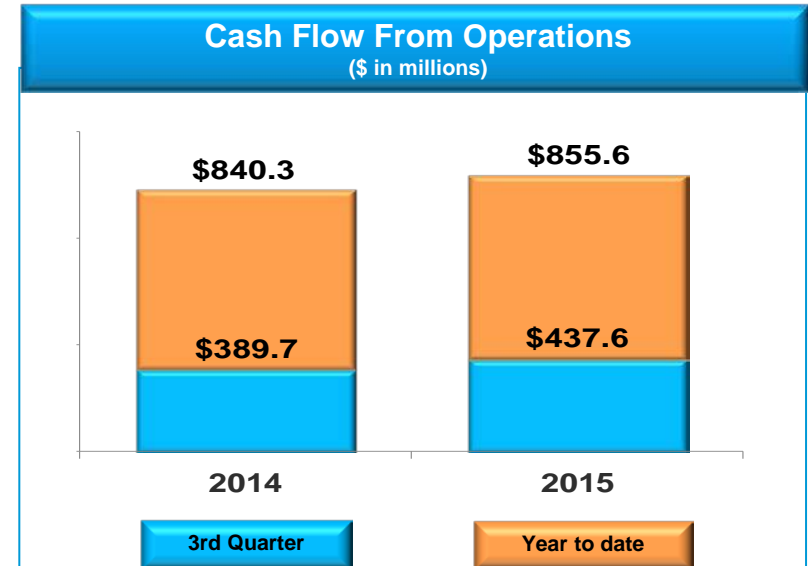 Cash Flow From Operations
($ in millions)
$840.3
$855.6
$389.7
$437.6
2014
2015
3rd Quarter
Year to date